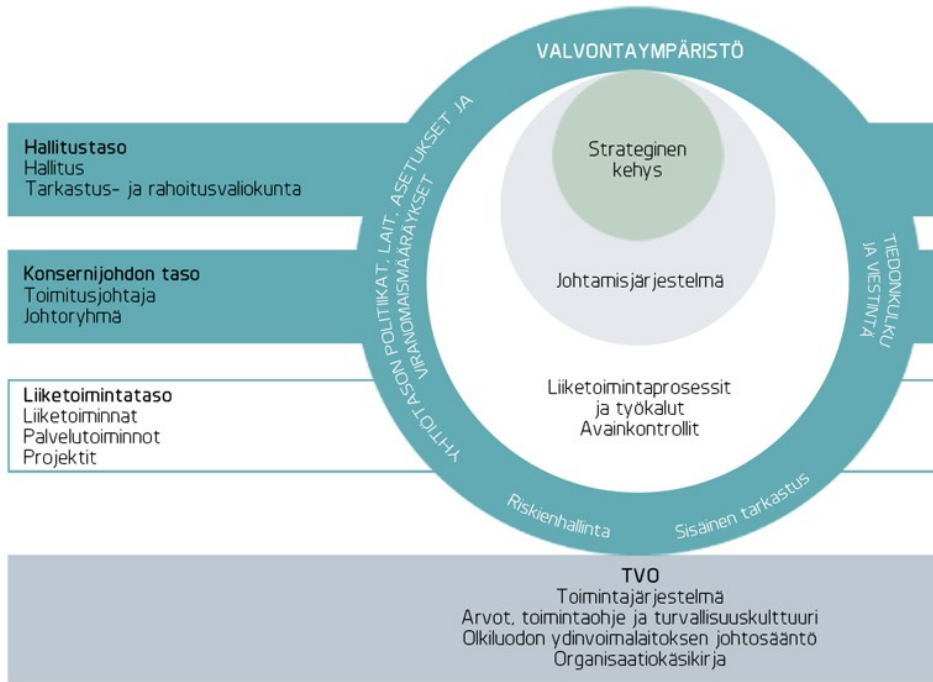 VALVONTAYMPÄRISTÖ
Strateginen
kehys
Johtamisjärjestelmä
Liiketoimintaprosessit
ja työkalut
Avainkontrollit
Hallitustaso
Hallitus
Tarkastus- ja rahoitusvaliokunta
Konsernijohdon taso
Toimitusjohtaja
Johtoryhmä
Liiketoimintataso
Liiketoiminnat
Palvelutoiminnot
Projektit
YHTIÖTASON POLITIIKAT, LAIT, ASETUKSET JA
VIRANOMAISMÄÄRÄYKSET
TIEDONKULKU
JA VIESTINTÄ
Riskienhallinta
Sisäinen tarkastus
TVO
Toimintajärjestelmä
Arvot, toimintaohje ja turvallisuuskulttuuri
Olkiluodon ydinvoimalaitoksen johtosääntö
Organisaatiokäsikirja